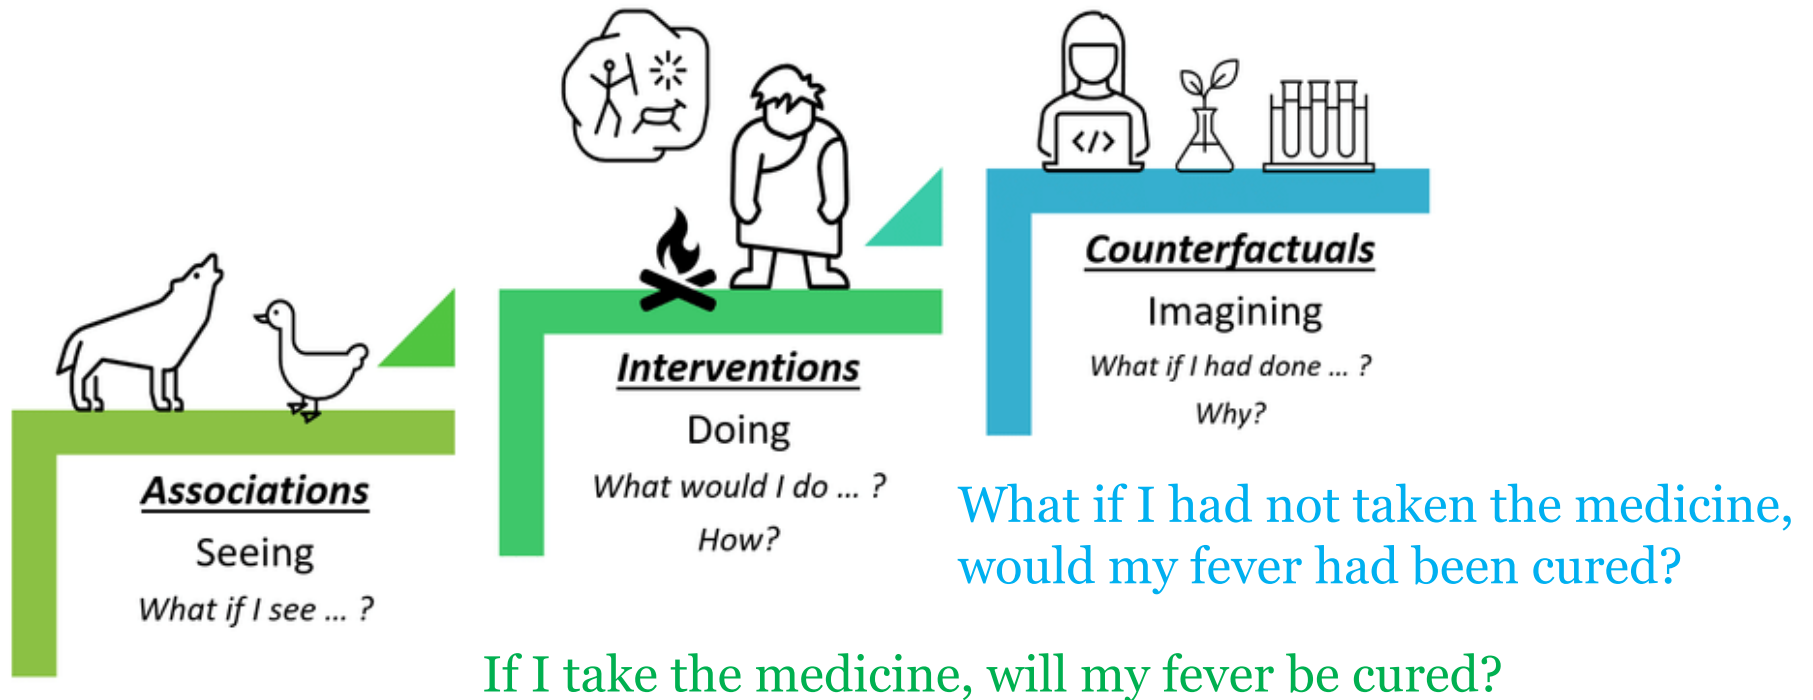 </>
Associations
Seeing
What if I see ... ?
Interventions
Doing
What would I do ... ?
How?
Counterfactuals
Imagining
What if I had done ... ?
Why?
What if I had not taken the medicine,
would my fever had been cured?
If I take the medicine, will my fever be cured?